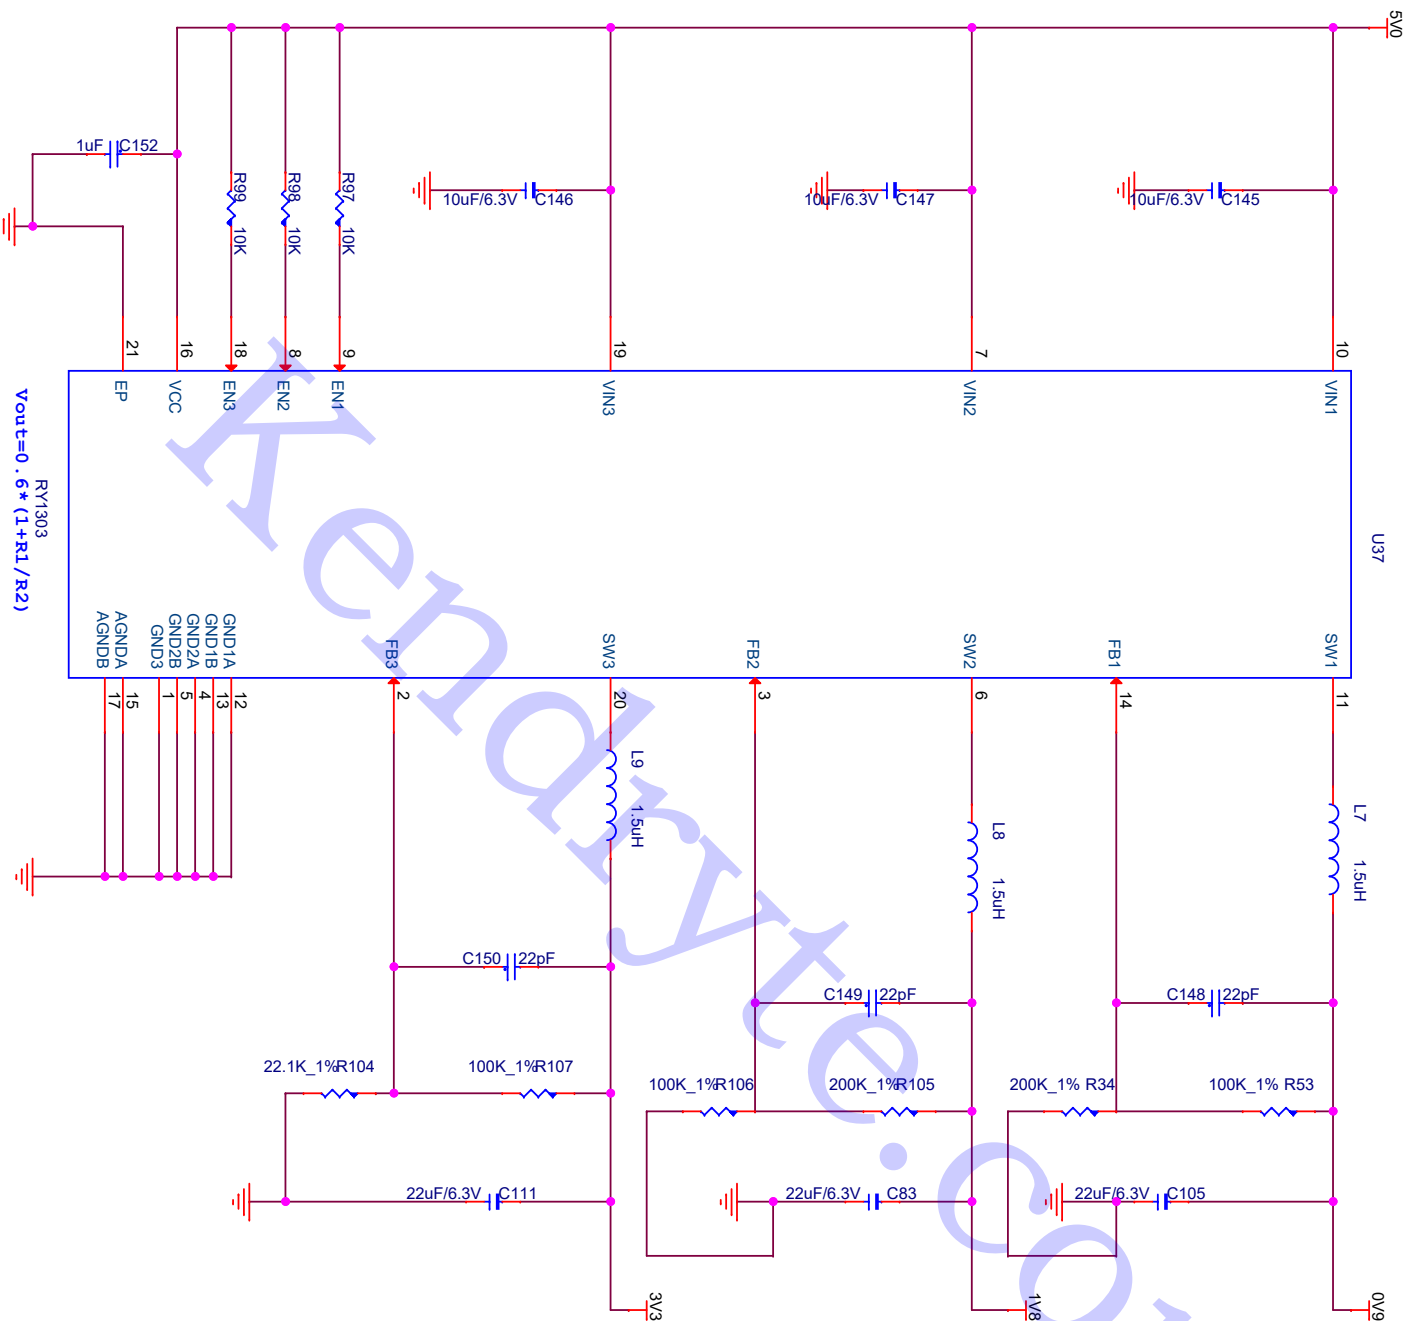 5V0
1uF C152
R99 10K
R98 10K
R97 10K
10uF/6.3V C146
10uF/6.3V C147
10uF/6.3V C145
21
16
18
8
9
19
7
10
EP
VCC
EN3
EN2
EN1
VIN3
VIN2
VIN1
U37
RY1303
Vout=0.6*(1+R1/R2)
AGNDB
AGNDA
GND3
GND2B
GND2A
GND1B
GND1A
FB3
SW3
FB2
SW2
FB1
SW1
17
15
1
5
4
13
12
2
20
3
6
14
11
L9 1.5uH
L8 1.5uH
L7 1.5uH
C150 22pF
C149 22pF
C148 22pF
22.1K_1% R104
100K_1% R107
100K_1% R106
200K_1% R105
200K_1% R34
100K_1% R53
22uF/6.3V C111
22uF/6.3V C83
22uF/6.3V C105
3V3
1V8
0V9
Kendryte.co